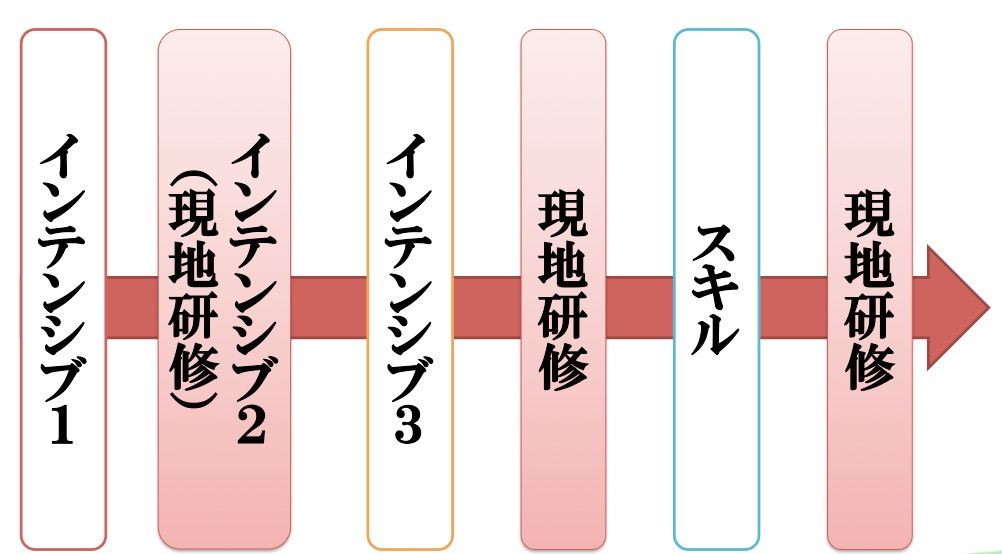 インテンシブ1
インテンシブ2
（現地研修）
インテンシブ3
現地研修
スキル
現地研修